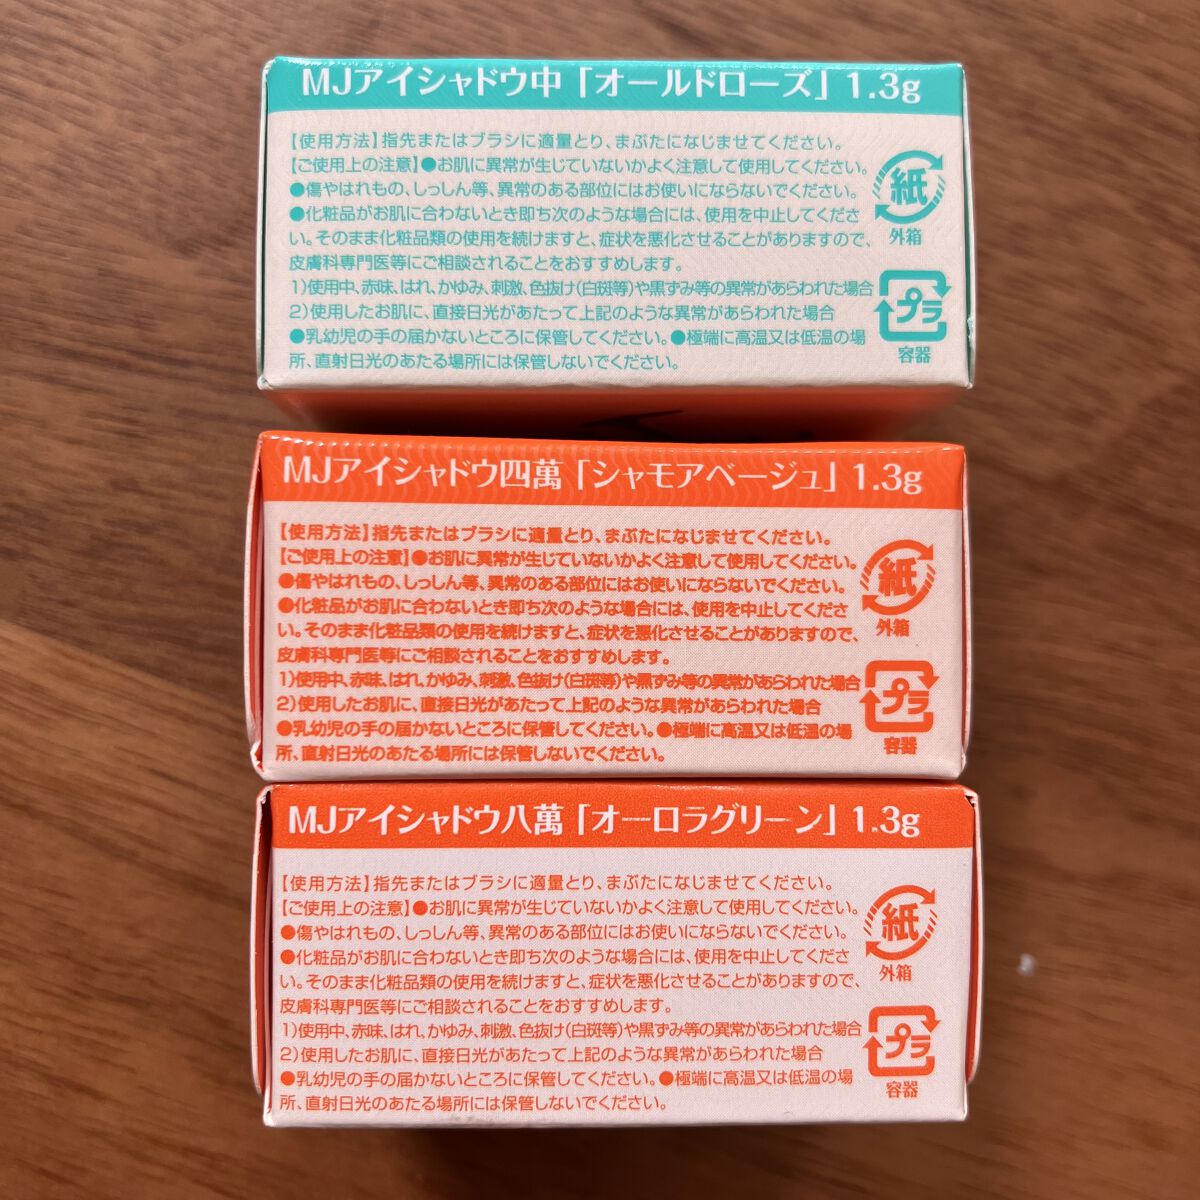 MJアイシャドウ中「オールドローズ」1.3g
【使用方法】指先またはブラシに適量とり、まぶたになじませてください。
【ご使用上の注意】●お肌に異常が生じていないかよく注意して使用してください。
●傷やはれもの、しっしん等、異常のある部位にはお使いにならないでください。
●化粧品がお肌に合わないとき即ち次のような場合には、使用を中止してくださ
い。そのまま化粧品類の使用を続けますと、症状を悪化させることがありますので、
皮膚科専門医等にご相談されることをおすすめします。
1)使用中、赤味、はれ、かゆみ、刺激、色抜け(白斑等)や黒ずみ等の異常があらわれた場合
2)使用したお肌に、直接日光があたって上記のような異常があらわれた場合
●乳幼児の手の届かないところに保管してください。●極端に高温又は低温の場
所、直射日光のあたる場所には保管しないでください。
紙
外箱
プラ
容器
MJアイシャドウ四萬「シャモアベージュ」1.3g
【使用方法】指先またはブラシに適量とり、まぶたになじませてください。
【ご使用上の注意】●お肌に異常が生じていないかよく注意して使用してください。
●傷やはれもの、しっしん等、異常のある部位にはお使いにならないでください。
●化粧品がお肌に合わないとき即ち次のような場合には、使用を中止してくださ
い。そのまま化粧品類の使用を続けますと、症状を悪化させることがありますので、
皮膚科専門医等にご相談されることをおすすめします。
1)使用中、赤味、はれ、かゆみ、刺激、色抜け(白斑等)や黒ずみ等の異常があらわれた場合
2)使用したお肌に、直接日光があたって上記のような異常があらわれた場合
●乳幼児の手の届かないところに保管してください。●極端に高温又は低温の場
所、直射日光のあたる場所には保管しないでください。
紙
外箱
プラ
容器
MJアイシャドウ八萬「オーロラグリーン」1.3g
【使用方法】指先またはブラシに適量とり、まぶたになじませてください。
【ご使用上の注意】●お肌に異常が生じていないかよく注意して使用してください。
●傷やはれもの、しっしん等、異常のある部位にはお使いにならないでください。
●化粧品がお肌に合わないとき即ち次のような場合には、使用を中止してくださ
い。そのまま化粧品類の使用を続けますと、症状を悪化させることがありますので、
皮膚科専門医等にご相談されることをおすすめします。
1)使用中、赤味、はれ、かゆみ、刺激、色抜け(白斑等)や黒ずみ等の異常があらわれた場合
2)使用したお肌に、直接日光があたって上記のような異常があらわれた場合
●乳幼児の手の届かないところに保管してください。●極端に高温又は低温の場
所、直射日光のあたる場所には保管しないでください。
紙
外箱
プラ
容器